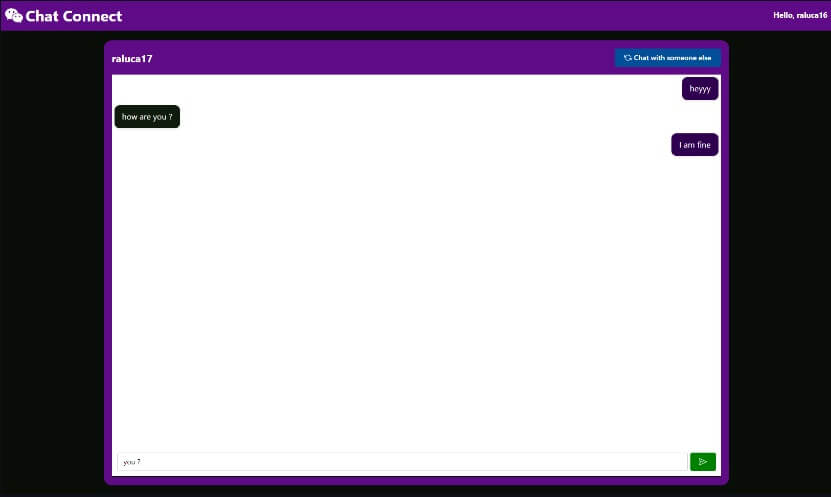 Chat Connect
Hello, raluca16
raluca17
Chat with someone else
heyyy
how are you ?
I am fine
you ?